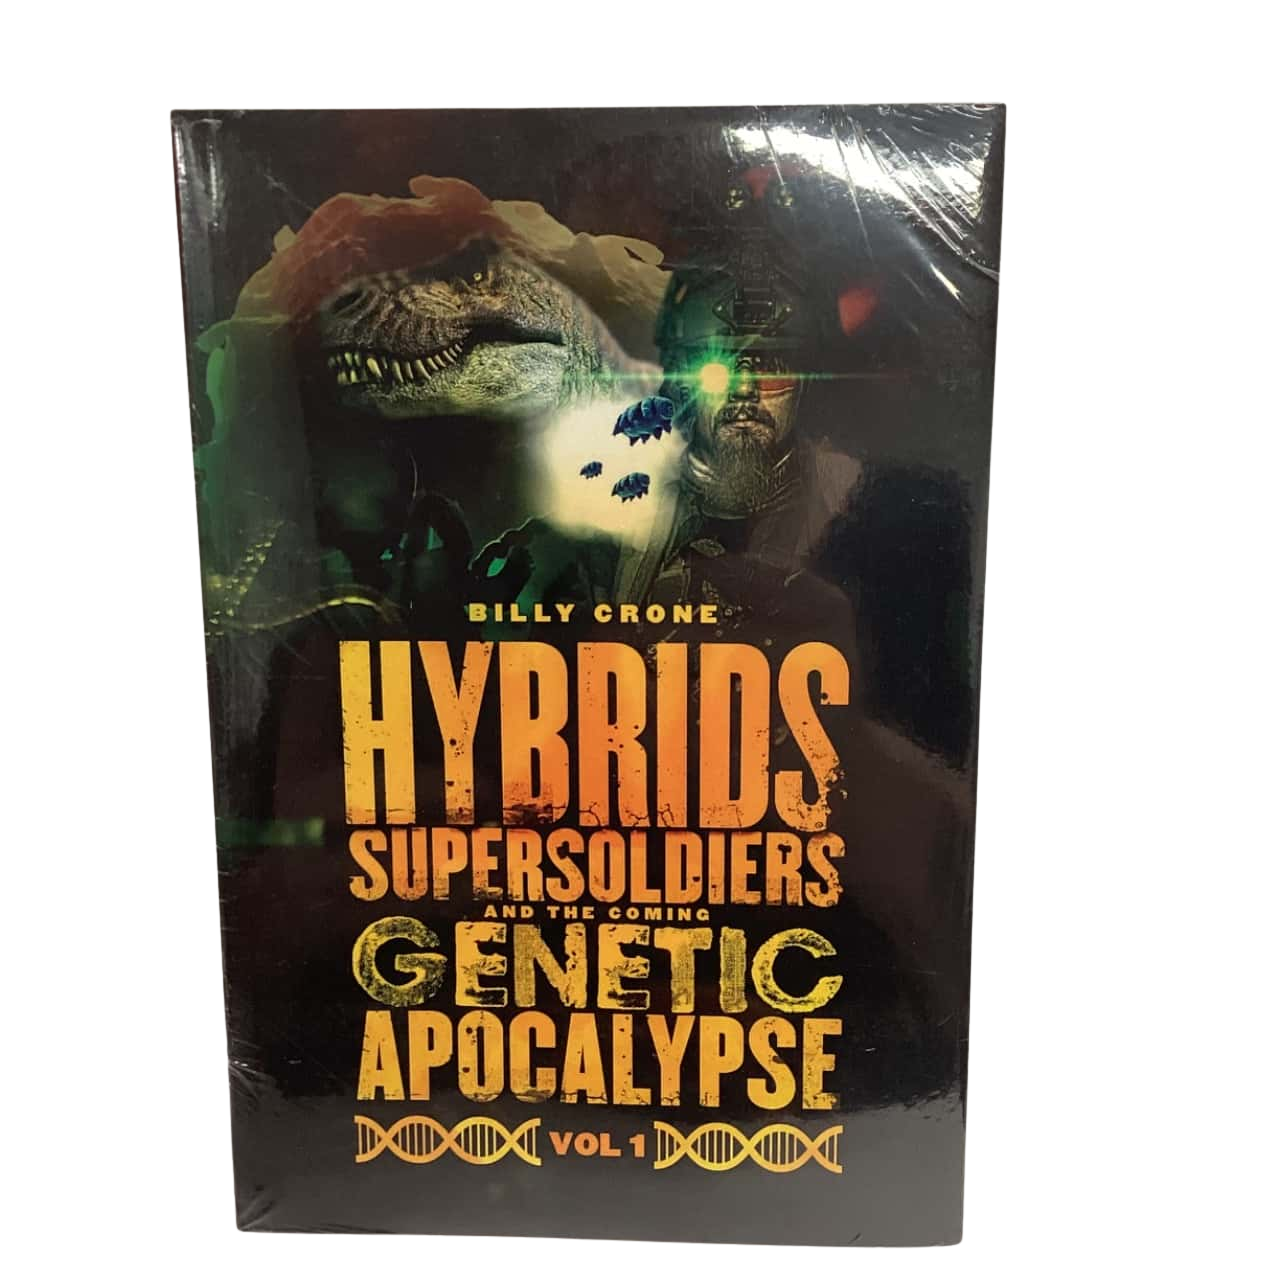 BILLY CRONE
HYBRIDS
SUPERSOLDIERS
AND THE COMING
GENETIC
APOCALYPSE
VOL 1